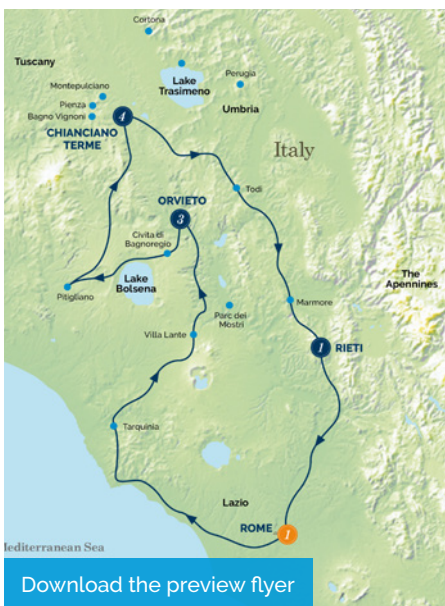 Cortona
Tuscany
Lake
Trasimeno
Perugia
Montepulciano
Pienza
Bagno Vignoni
Umbria
4
CHIANCIANO
TERME
Italy
ORVIETO
3
Todi
Civita di
Bagnoregio
Lake
Bolsena
Pitigliano
The
Apennines
Marmore
Parc dei
Mostri
Villa Lante
1
RIETI
Tarquinia
Lazio
ROME
1
Mediterranean Sea
Download the preview flyer